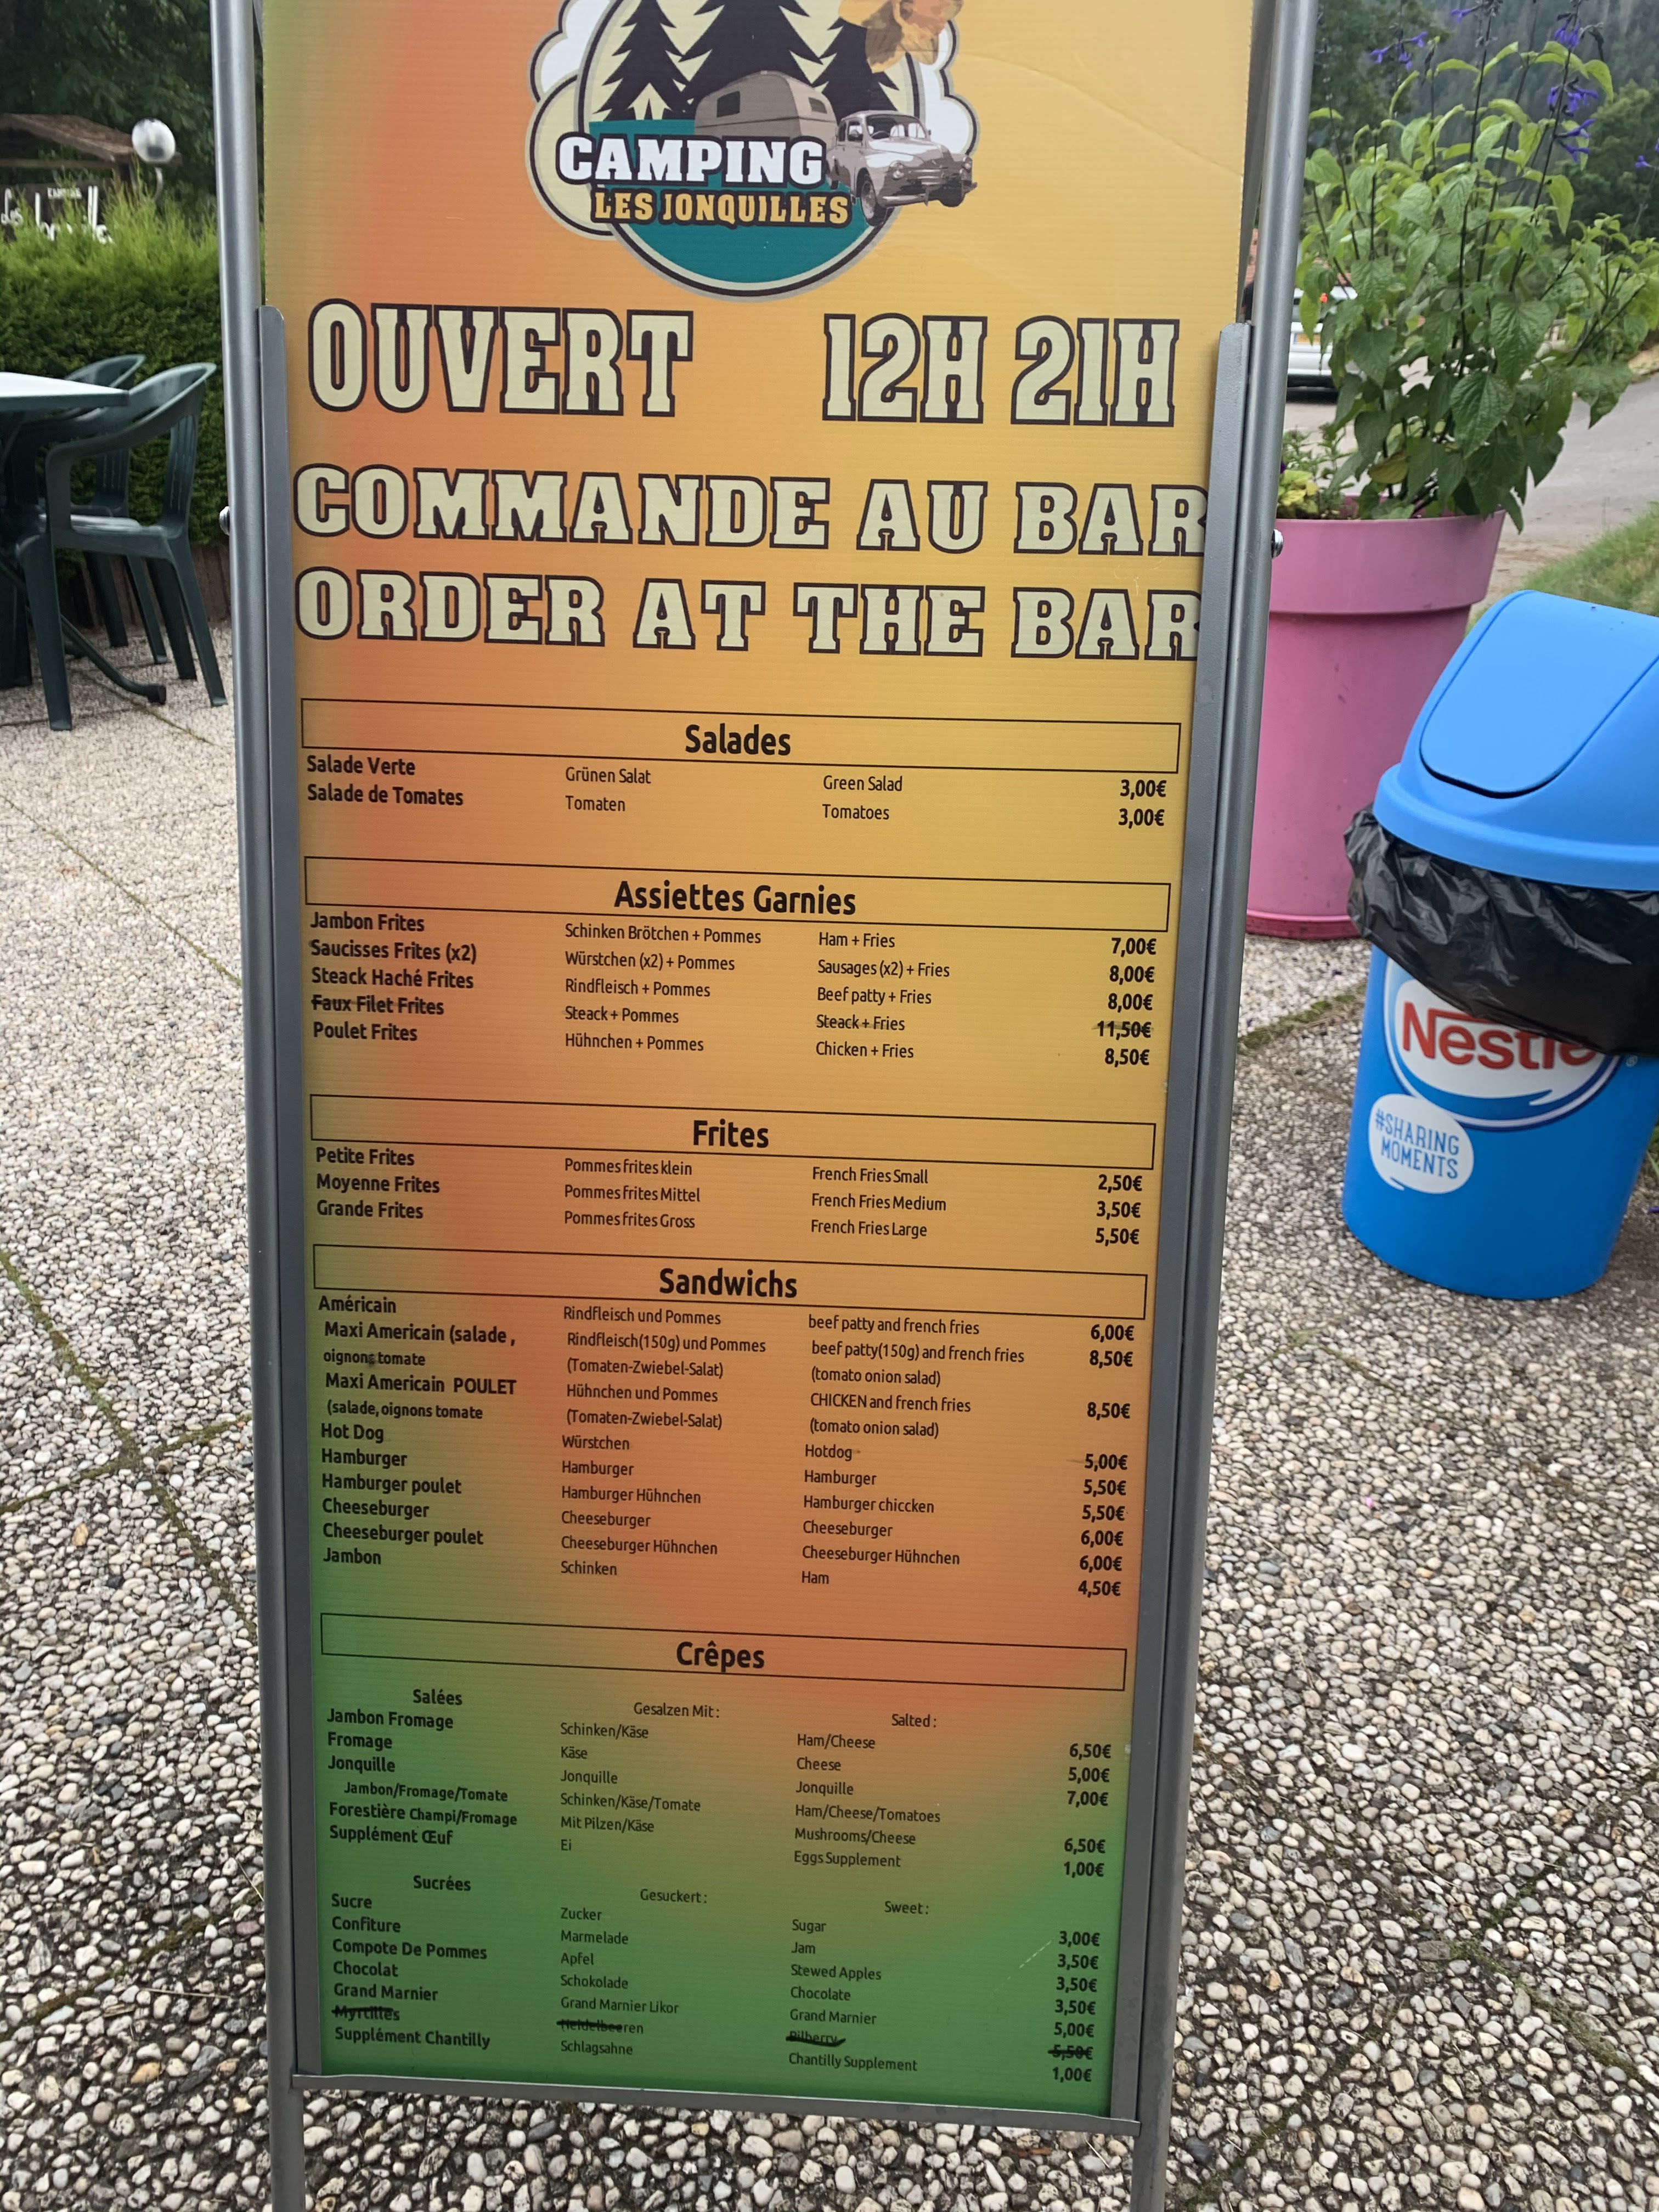 CAMPING
LES JONQUILLES
OUVERT 12H 21H
COMMANDE AU BAR
ORDER AT THE BAR
Salades
Salade Verte Grünen Salat Green Salad 3,00€
Salade de Tomates Tomaten Tomatoes 3,00€
Assiettes Garnies
Jambon Frites Schinken Brötchen + Pommes Ham + Fries 7,00€
Saucisses Frites (x2) Würstchen (x2) + Pommes Sausages (x2) + Fries 8,00€
Steack Haché Frites Rindfleisch + Pommes Beef patty + Fries 8,00€
Faux Filet Frites Steack + Pommes Steack + Fries 11,50€
Poulet Frites Hühnchen + Pommes Chicken + Fries 8,50€
Frites
Petite Frites Pommes frites klein French Fries Small 2,50€
Moyenne Frites Pommes frites Mittel French Fries Medium 3,50€
Grande Frites Pommes frites Gross French Fries Large 5,50€
Sandwichs
Américain Rindfleisch und Pommes beef patty and french fries 6,00€
Maxi Americain (salade , Rindfleisch(150g) und Pommes beef patty(150g) and french fries 8,50€
oignons tomate (Tomaten-Zwiebel-Salat) (tomato onion salad)
Maxi Americain POULET Hühnchen und Pommes CHICKEN and french fries 8,50€
(salade,oignons tomate (Tomaten-Zwiebel-Salat) (tomato onion salad)
Hot Dog Würstchen Hotdog 5,00€
Hamburger Hamburger Hamburger 5,50€
Hamburger poulet Hamburger Hühnchen Hamburger chiccken 5,50€
Cheeseburger Cheeseburger Cheeseburger 6,00€
Cheeseburger poulet Cheeseburger Hühnchen Cheeseburger Hühnchen 6,00€
Jambon Schinken Ham 4,50€
Crêpes
Salées Gesalzen Mit : Salted :
Jambon Fromage Schinken/Käse Ham/Cheese 6,50€
Fromage Käse Cheese 5,00€
Jonquille Jonquille Jonquille 7,00€
Jambon/Fromage/Tomate Schinken/Käse/Tomate Ham/Cheese/Tomatoes
Forestière Champi/Fromage Mit Pilzen/Käse Mushrooms/Cheese 6,50€
Supplément Œuf Ei Eggs Supplement 1,00€
Sucrées Gesuckert : Sweet :
Sucre Zucker Sugar 3,00€
Confiture Marmelade Jam 3,50€
Compote De Pommes Apfel Stewed Apples 3,50€
Chocolat Schokolade Chocolate 3,50€
Grand Marnier Grand Marnier Likor Grand Marnier 5,00€
Myrtilles Heidelbeeren Bilberry 5,50€
Supplément Chantilly Schlagsahne Chantilly Supplement 1,00€
Nestlé
#SHARING
MOMENTS